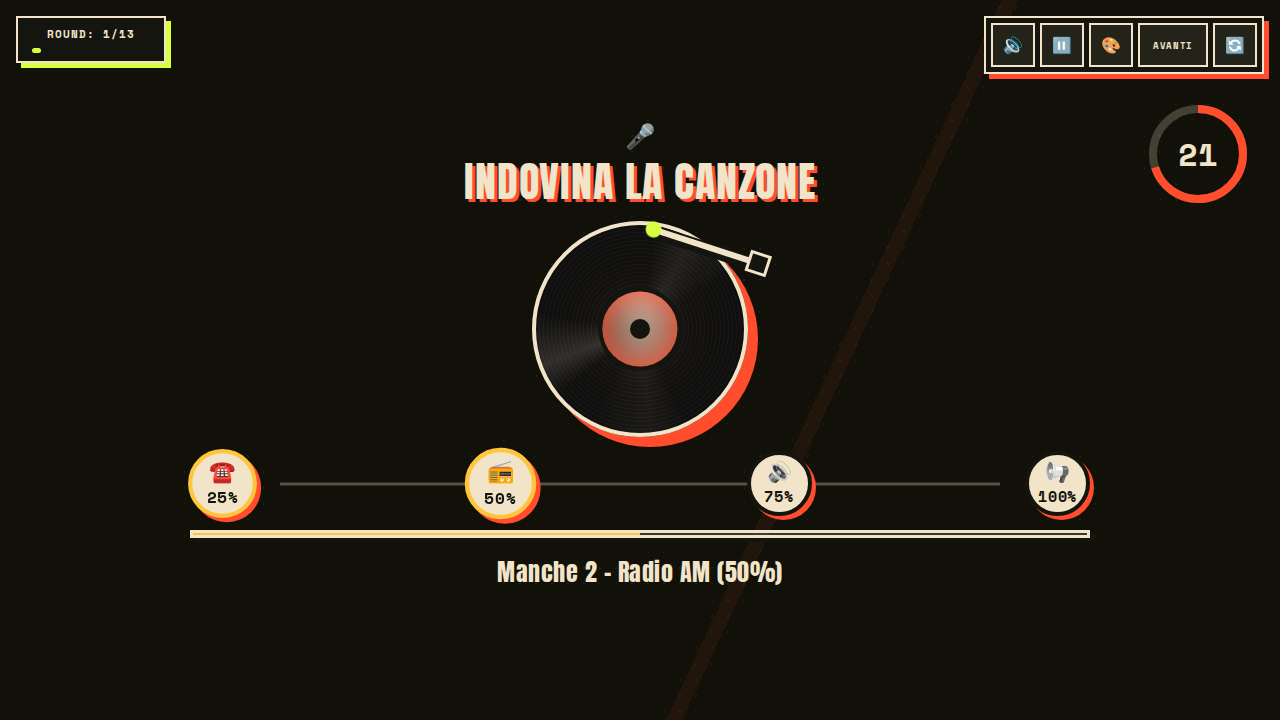 ROUND: 1/13
AVANTI
21
INDOVINA LA CANZONE
25%
50%
75%
100%
Manche 2 - Radio AM (50%)